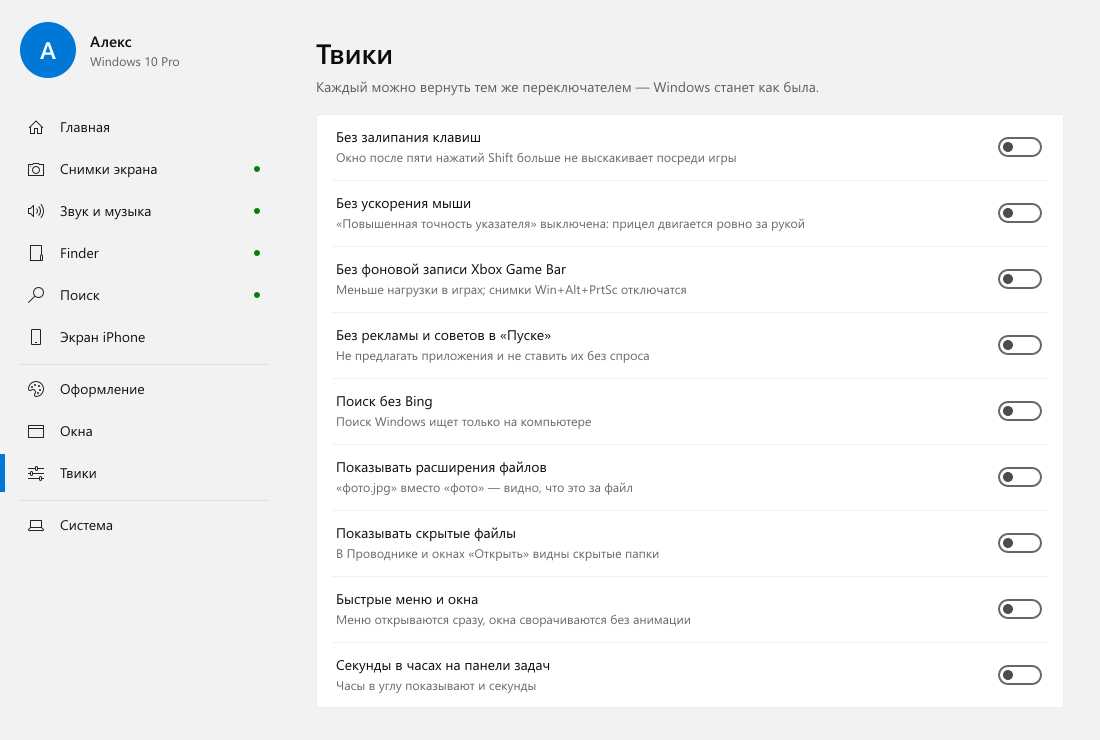 А
Алекс
Windows 10 Pro
Главная
Снимки экрана
Звук и музыка
Finder
Поиск
Экран iPhone
Оформление
Окна
Твики
Система
Твики
Каждый можно вернуть тем же переключателем — Windows станет как была.
Без залипания клавиш
Окно после пяти нажатий Shift больше не выскакивает посреди игры
Без ускорения мыши
«Повышенная точность указателя» выключена: прицел двигается ровно за рукой
Без фоновой записи Xbox Game Bar
Меньше нагрузки в играх; снимки Win+Alt+PrtSc отключатся
Без рекламы и советов в «Пуске»
Не предлагать приложения и не ставить их без спроса
Поиск без Bing
Поиск Windows ищет только на компьютере
Показывать расширения файлов
«фото.jpg» вместо «фото» — видно, что это за файл
Показывать скрытые файлы
В Проводнике и окнах «Открыть» видны скрытые папки
Быстрые меню и окна
Меню открываются сразу, окна сворачиваются без анимации
Секунды в часах на панели задач
Часы в углу показывают и секунды